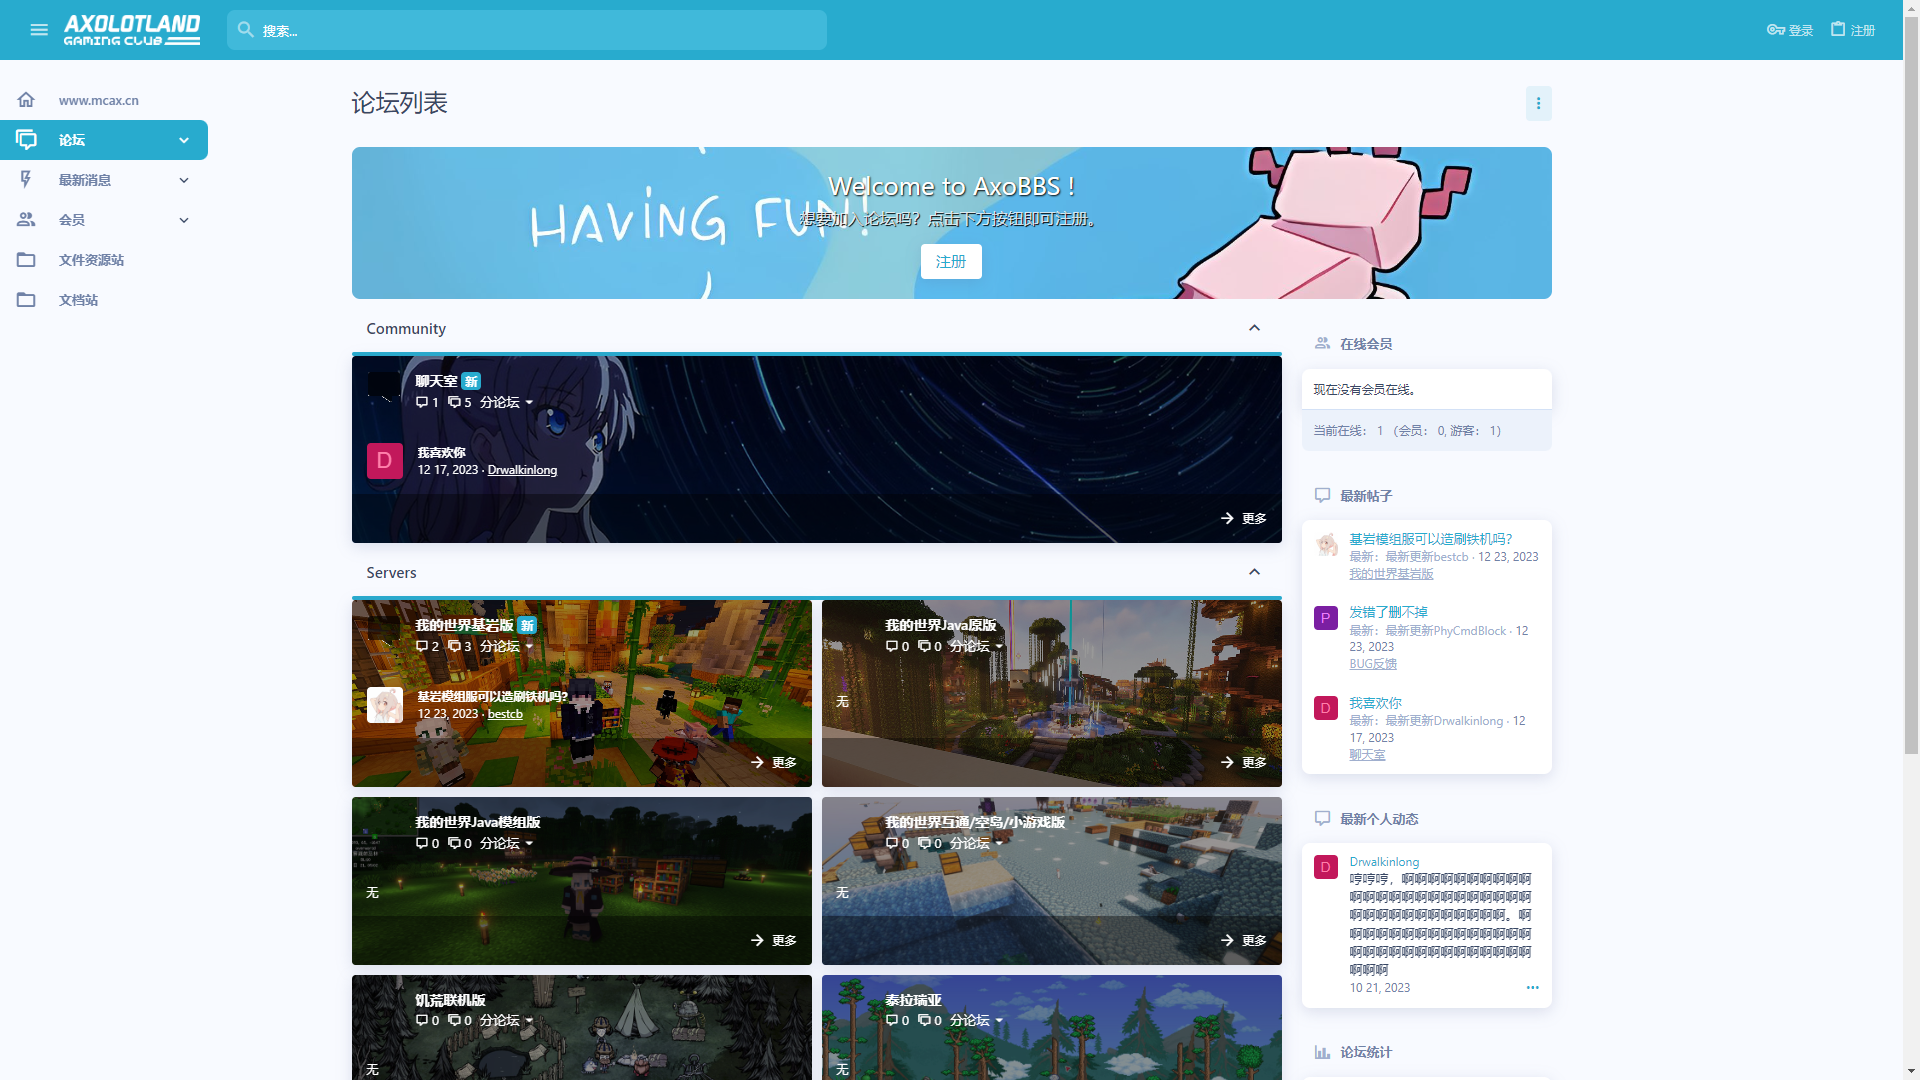 AXOLOTLAND
GAMING CLUB
搜索...
登录
注册
www.mcax.cn
论坛
最新消息
会员
文件资源站
文档站
论坛列表
HAVING FUN!
Welcome to AxoBBS !
想要加入论坛吗？点击下方按钮即可注册。
注册
Community
聊天室 新
1 5 分论坛
D
我喜欢你
12 17, 2023 · Drwalkinlong
更多
Servers
我的世界基岩版 新
2 3 分论坛
基岩模组服可以造刷铁机吗?
12 23, 2023 · bestcb
更多
我的世界Java原版
0 0 分论坛
无
更多
我的世界Java模组版
0 0 分论坛
无
更多
我的世界互通/空岛/小游戏版
0 0 分论坛
无
更多
饥荒联机版
0 0 分论坛
无
泰拉瑞亚
0 0 分论坛
无
在线会员
现在没有会员在线。
当前在线： 1 （会员： 0, 游客： 1）
最新帖子
基岩模组服可以造刷铁机吗?
最新：最新更新bestcb · 12 23, 2023
我的世界基岩版
P
发错了删不掉
最新：最新更新PhyCmdBlock · 12
23, 2023
BUG反馈
D
我喜欢你
最新：最新更新Drwalkinlong · 12
17, 2023
聊天室
最新个人动态
D
Drwalkinlong
哼哼哼，啊啊啊啊啊啊啊啊啊啊
啊啊啊啊啊啊啊啊啊啊啊啊啊啊
啊啊啊啊啊啊啊啊啊啊啊啊。啊
啊啊啊啊啊啊啊啊啊啊啊啊啊啊
啊啊啊啊啊啊啊啊啊啊啊啊啊啊
啊啊啊
10 21, 2023
论坛统计